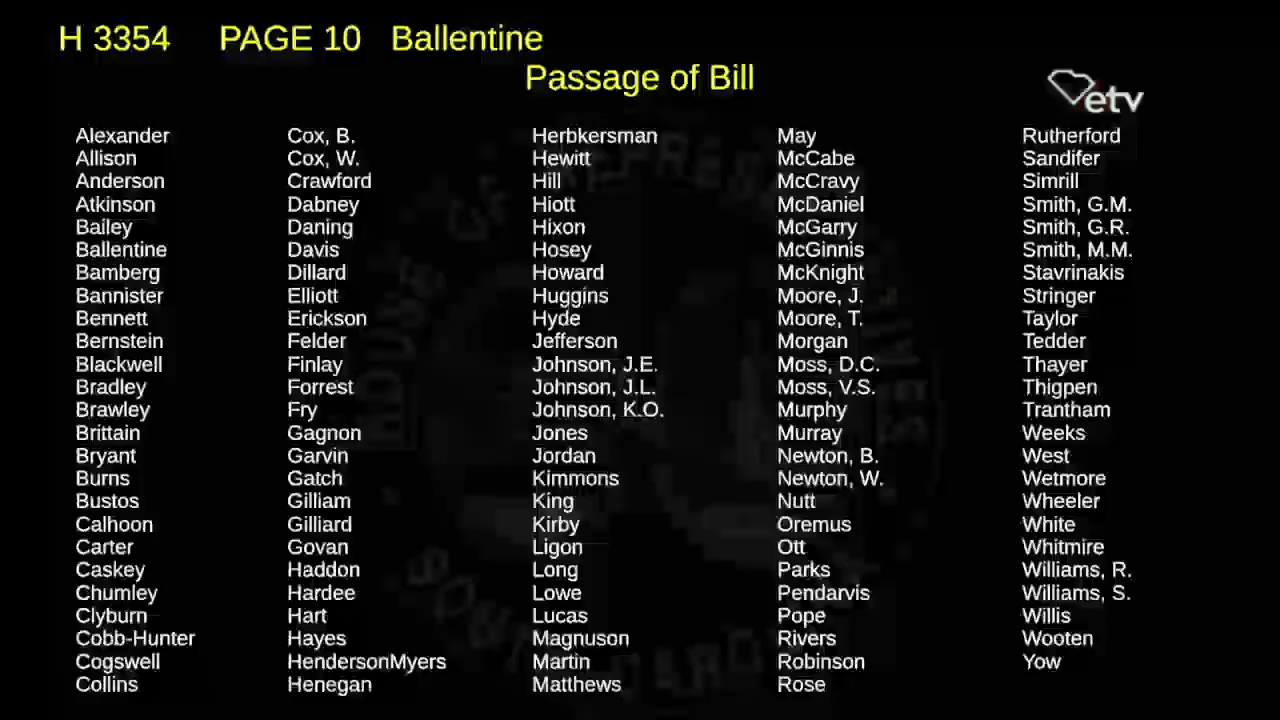 H 3354 PAGE 10 Ballentine
Passage of Bill
etv
Alexander
Allison
Anderson
Atkinson
Bailey
Ballentine
Bamberg
Bannister
Bennett
Bernstein
Blackwell
Bradley
Brawley
Brittain
Bryant
Burns
Bustos
Calhoon
Carter
Caskey
Chumley
Clyburn
Cobb-Hunter
Cogswell
Collins
Cox, B.
Cox, W.
Crawford
Dabney
Daning
Davis
Dillard
Elliott
Erickson
Felder
Finlay
Forrest
Fry
Gagnon
Garvin
Gatch
Gilliam
Gilliard
Govan
Haddon
Hardee
Hart
Hayes
HendersonMyers
Henegan
Herbkersman
Hewitt
Hill
Hiott
Hixon
Hosey
Howard
Huggins
Hyde
Jefferson
Johnson, J.E.
Johnson, J.L.
Johnson, K.O.
Jones
Jordan
Kimmons
King
Kirby
Ligon
Long
Lowe
Lucas
Magnuson
Martin
Matthews
May
McCabe
McCravy
McDaniel
McGarry
McGinnis
McKnight
Moore, J.
Moore, T.
Morgan
Moss, D.C.
Moss, V.S.
Murphy
Murray
Newton, B.
Newton, W.
Nutt
Oremus
Ott
Parks
Pendarvis
Pope
Rivers
Robinson
Rose
Rutherford
Sandifer
Simrill
Smith, G.M.
Smith, G.R.
Smith, M.M.
Stavrinakis
Stringer
Taylor
Tedder
Thayer
Thigpen
Trantham
Weeks
West
Wetmore
Wheeler
White
Whitmire
Williams, R.
Williams, S.
Willis
Wooten
Yow